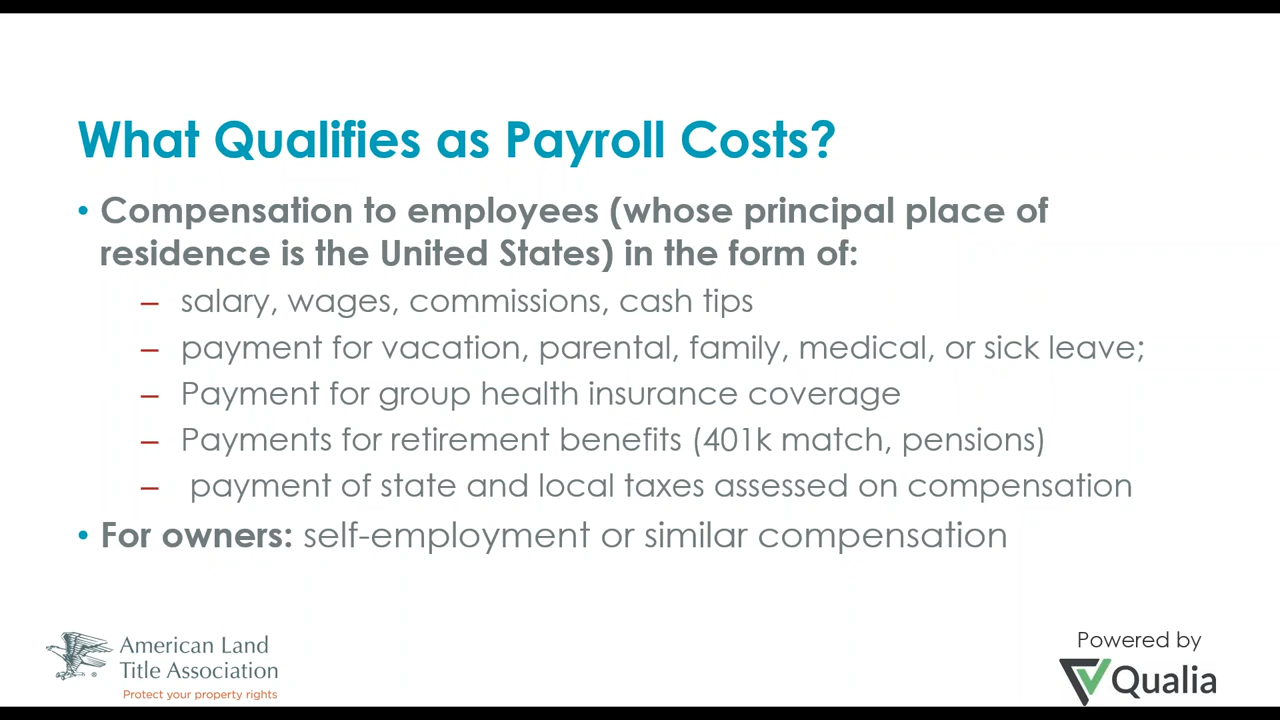 What Qualifies as Payroll Costs?
• Compensation to employees (whose principal place of
residence is the United States) in the form of:
– salary, wages, commissions, cash tips
– payment for vacation, parental, family, medical, or sick leave;
– Payment for group health insurance coverage
– Payments for retirement benefits (401k match, pensions)
– payment of state and local taxes assessed on compensation
• For owners: self-employment or similar compensation
American Land
Title Association
Protect your property rights
Powered by
Qualia